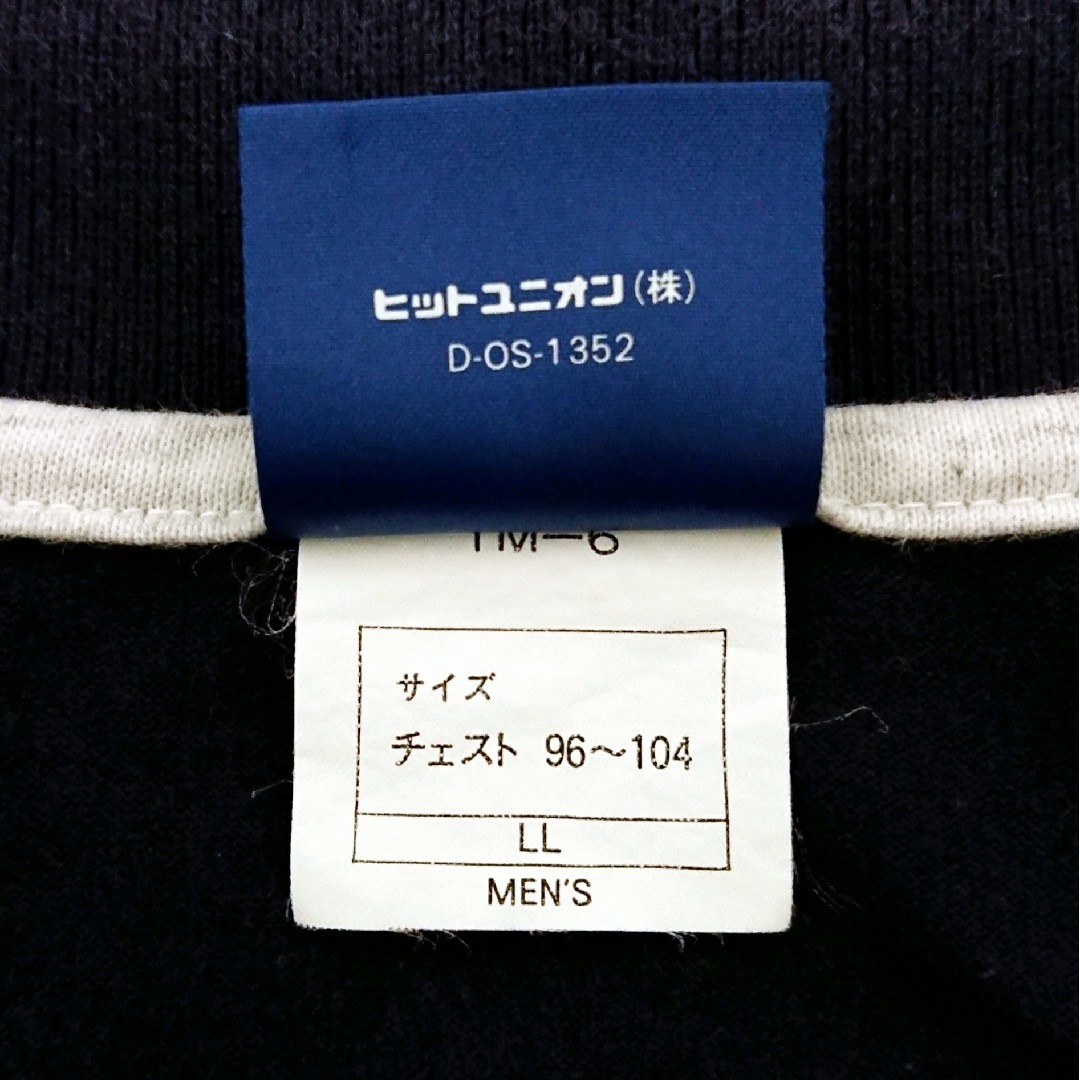 ヒットユニオン(株)
D-OS-1352
サイズ
チェスト 96～104
LL
MEN'S